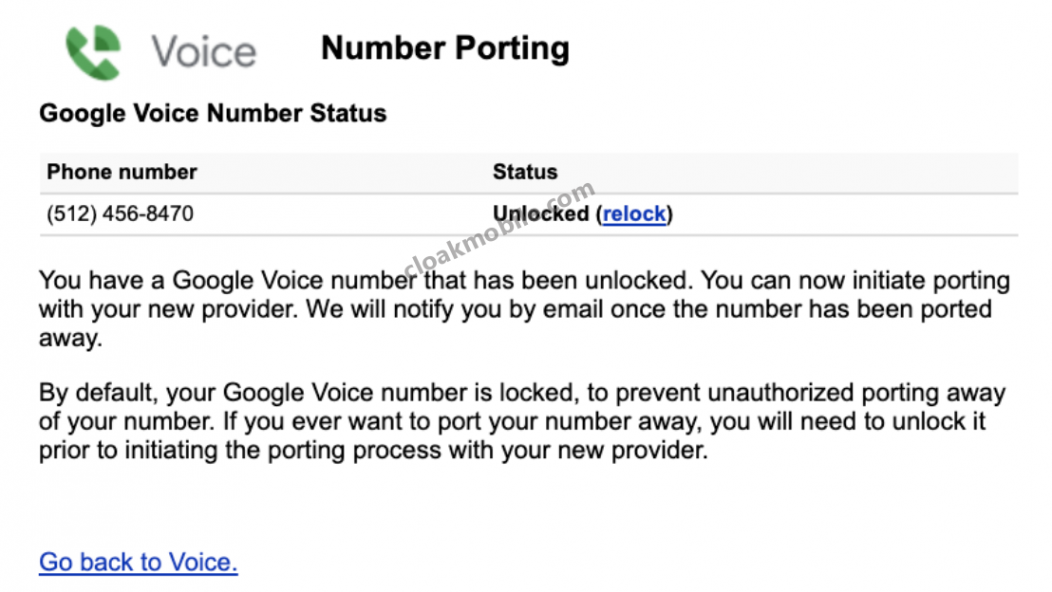 Voice Number Porting
Google Voice Number Status
Phone number Status
(512) 456-8470 Unlocked (relock)
cloakmobile.com
You have a Google Voice number that has been unlocked. You can now initiate porting
with your new provider. We will notify you by email once the number has been ported
away.
By default, your Google Voice number is locked, to prevent unauthorized porting away
of your number. If you ever want to port your number away, you will need to unlock it
prior to initiating the porting process with your new provider.
Go back to Voice.